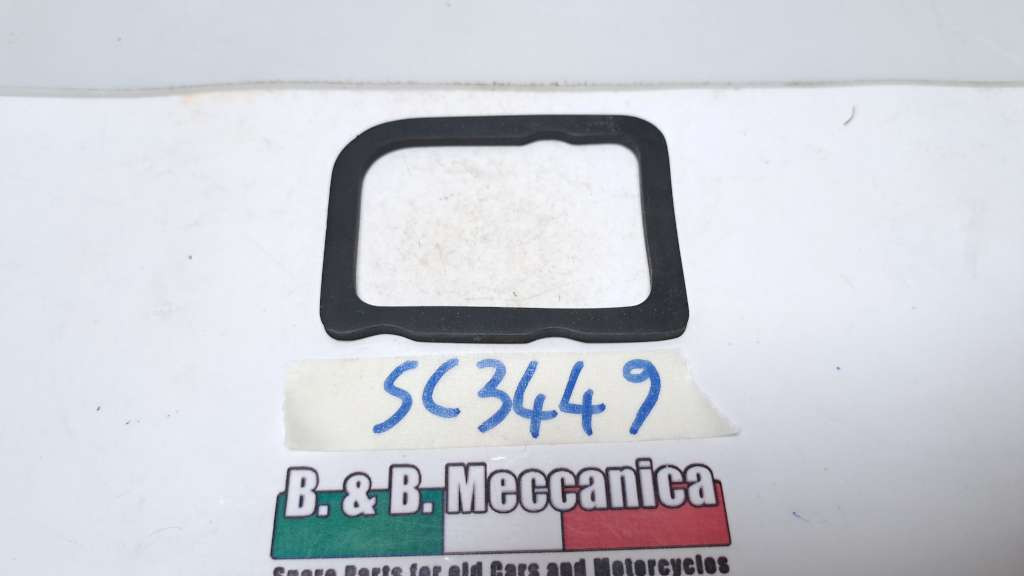 SC3449
B. & B. Meccanica
Spare Parts for old Cars and Motorcycles